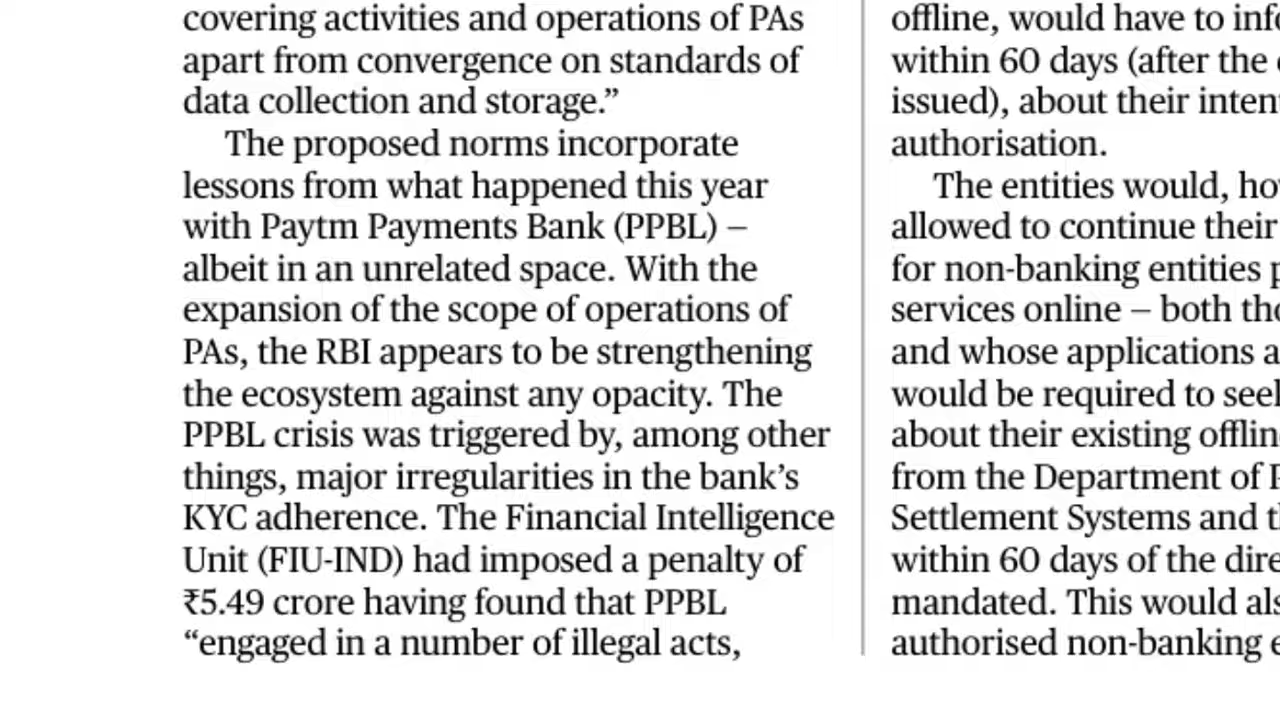 covering activities and operations of PAs
apart from convergence on standards of
data collection and storage.”
The proposed norms incorporate
lessons from what happened this year
with Paytm Payments Bank (PPBL) –
albeit in an unrelated space. With the
expansion of the scope of operations of
PAs, the RBI appears to be strengthening
the ecosystem against any opacity. The
PPBL crisis was triggered by, among other
things, major irregularities in the bank’s
KYC adherence. The Financial Intelligence
Unit (FIU-IND) had imposed a penalty of
₹5.49 crore having found that PPBL
“engaged in a number of illegal acts,
offline, would have to
within 60 days (after the
issued), about their
authorisation.
The entities would,
allowed to continue their
for non-banking entities
services online – both
and whose applications
would be required to
about their existing
from the Department of
Settlement Systems and
within 60 days of the
mandated. This would
authorised non-banking